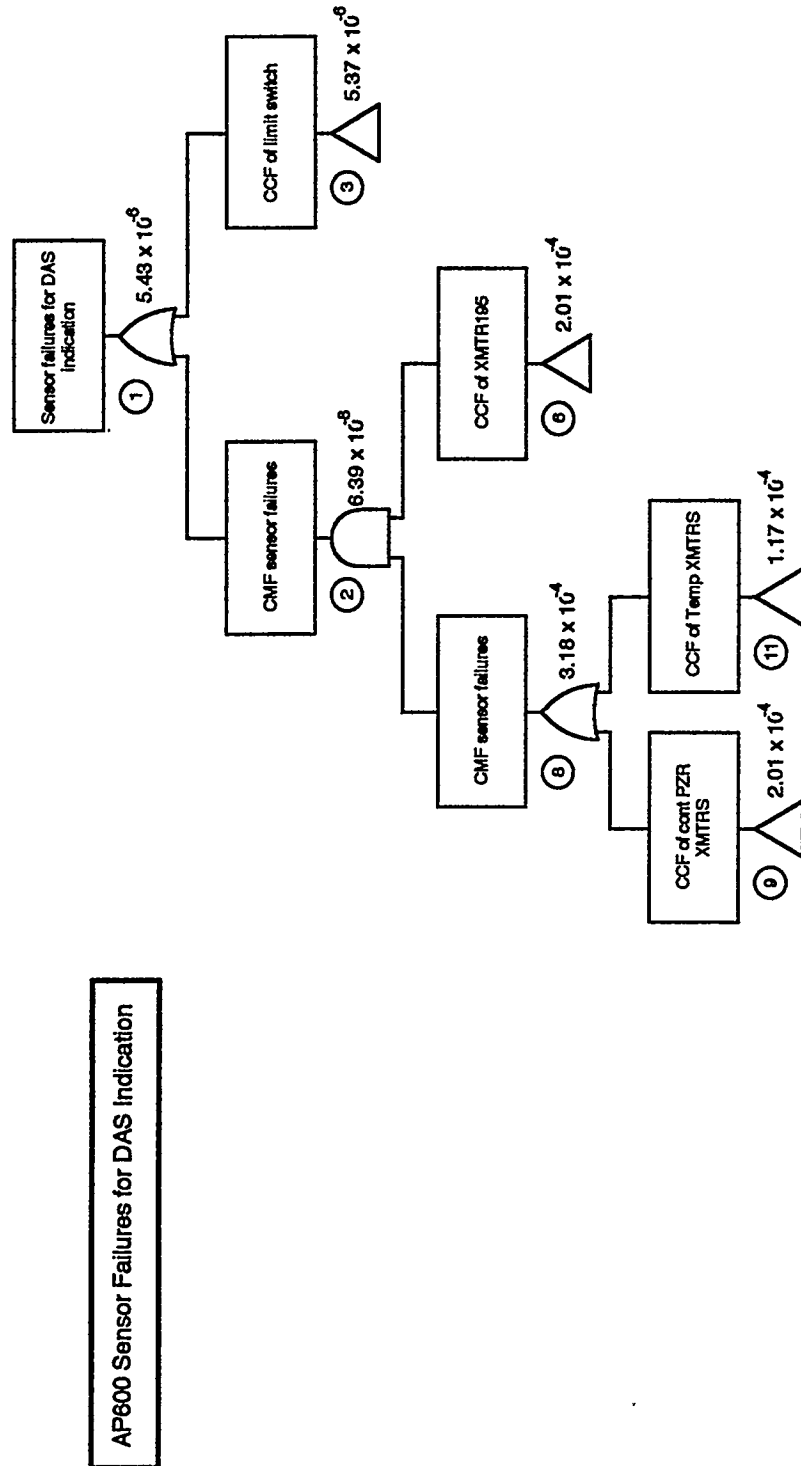 AP600 Sensor Failures for DAS Indication
Sensor failures for DAS
indication
1
5.43 x 10⁻⁶
CMF sensor failures
2
6.39 x 10⁻⁸
CCF of limit switch
3
5.37 x 10⁻⁶
CMF sensor failures
8
3.18 x 10⁻⁴
CCF of XMTR195
6
2.01 x 10⁻⁴
CCF of cont PZR
XMTRS
9
2.01 x 10⁻⁴
CCF of Temp XMTRS
11
1.17 x 10⁻⁴